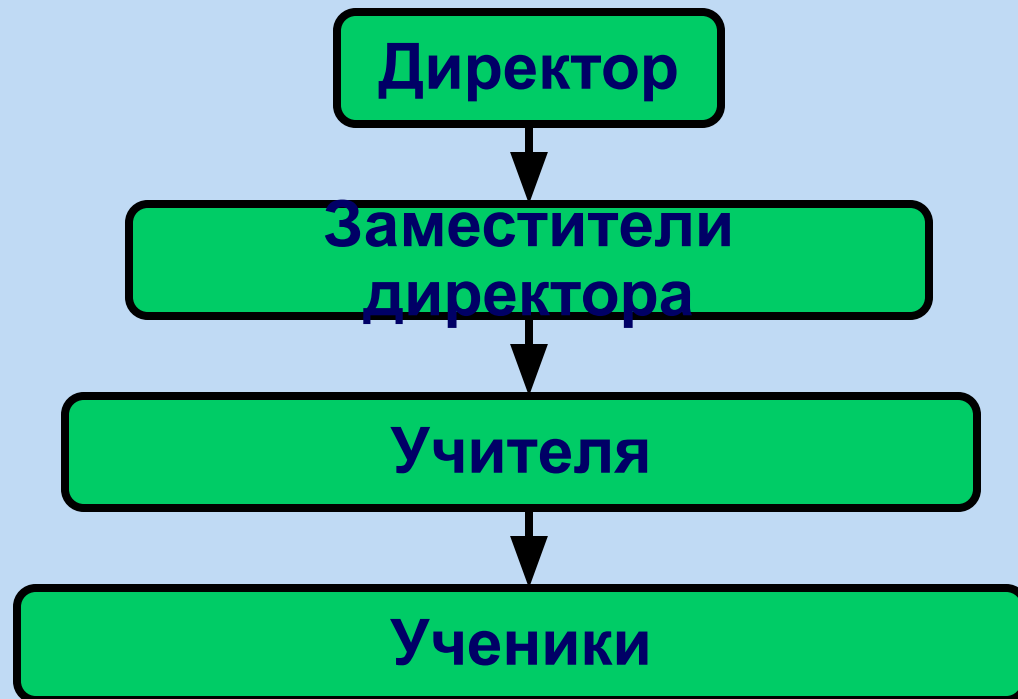 Директор
Заместители
директора
Учителя
Ученики